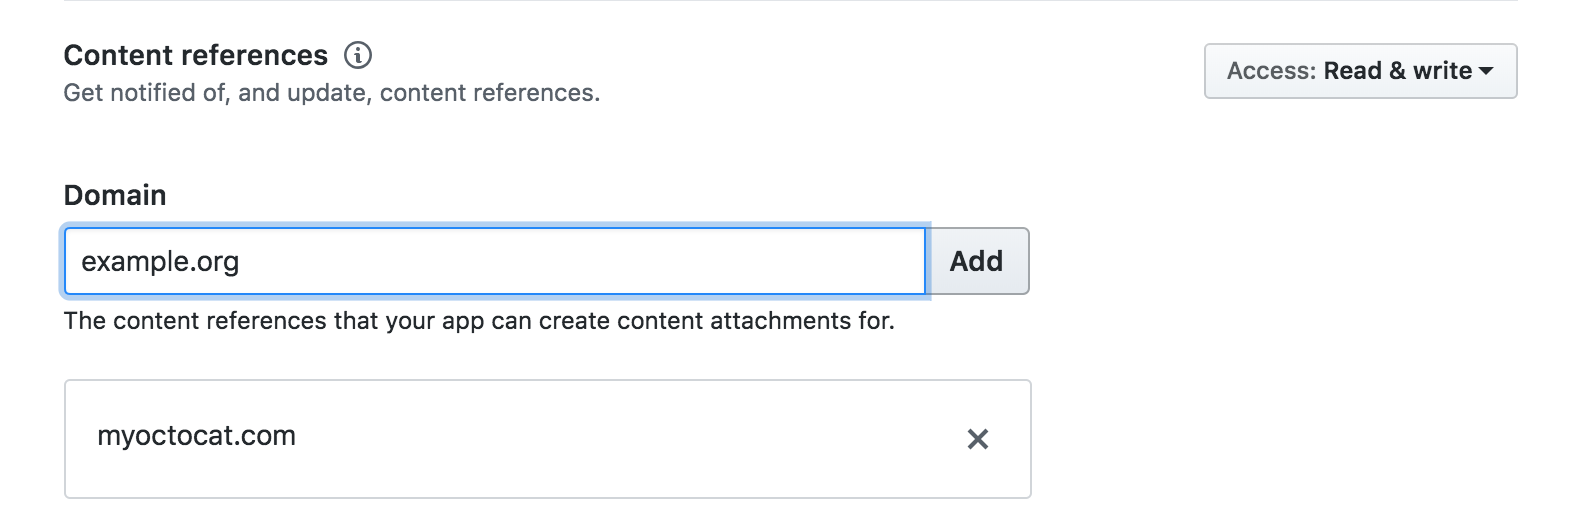 Content references
Access: Read & write
Get notified of, and update, content references.
Domain
example.org
Add
The content references that your app can create content attachments for.
myoctocat.com